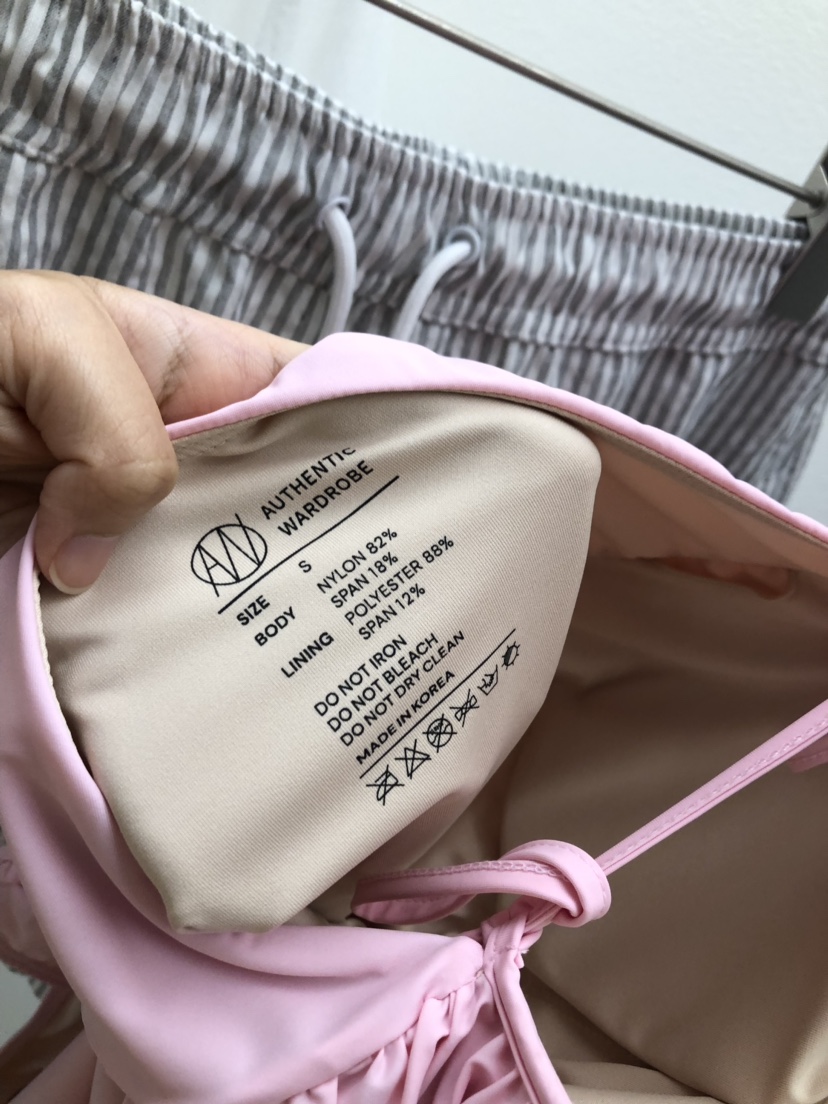 AW
AUTHENTIC
WARDROBE
SIZE S
BODY NYLON 82%
SPAN 18%
LINING POLYESTER 88%
SPAN 12%
DO NOT IRON
DO NOT BLEACH
DO NOT DRY CLEAN
MADE IN KOREA